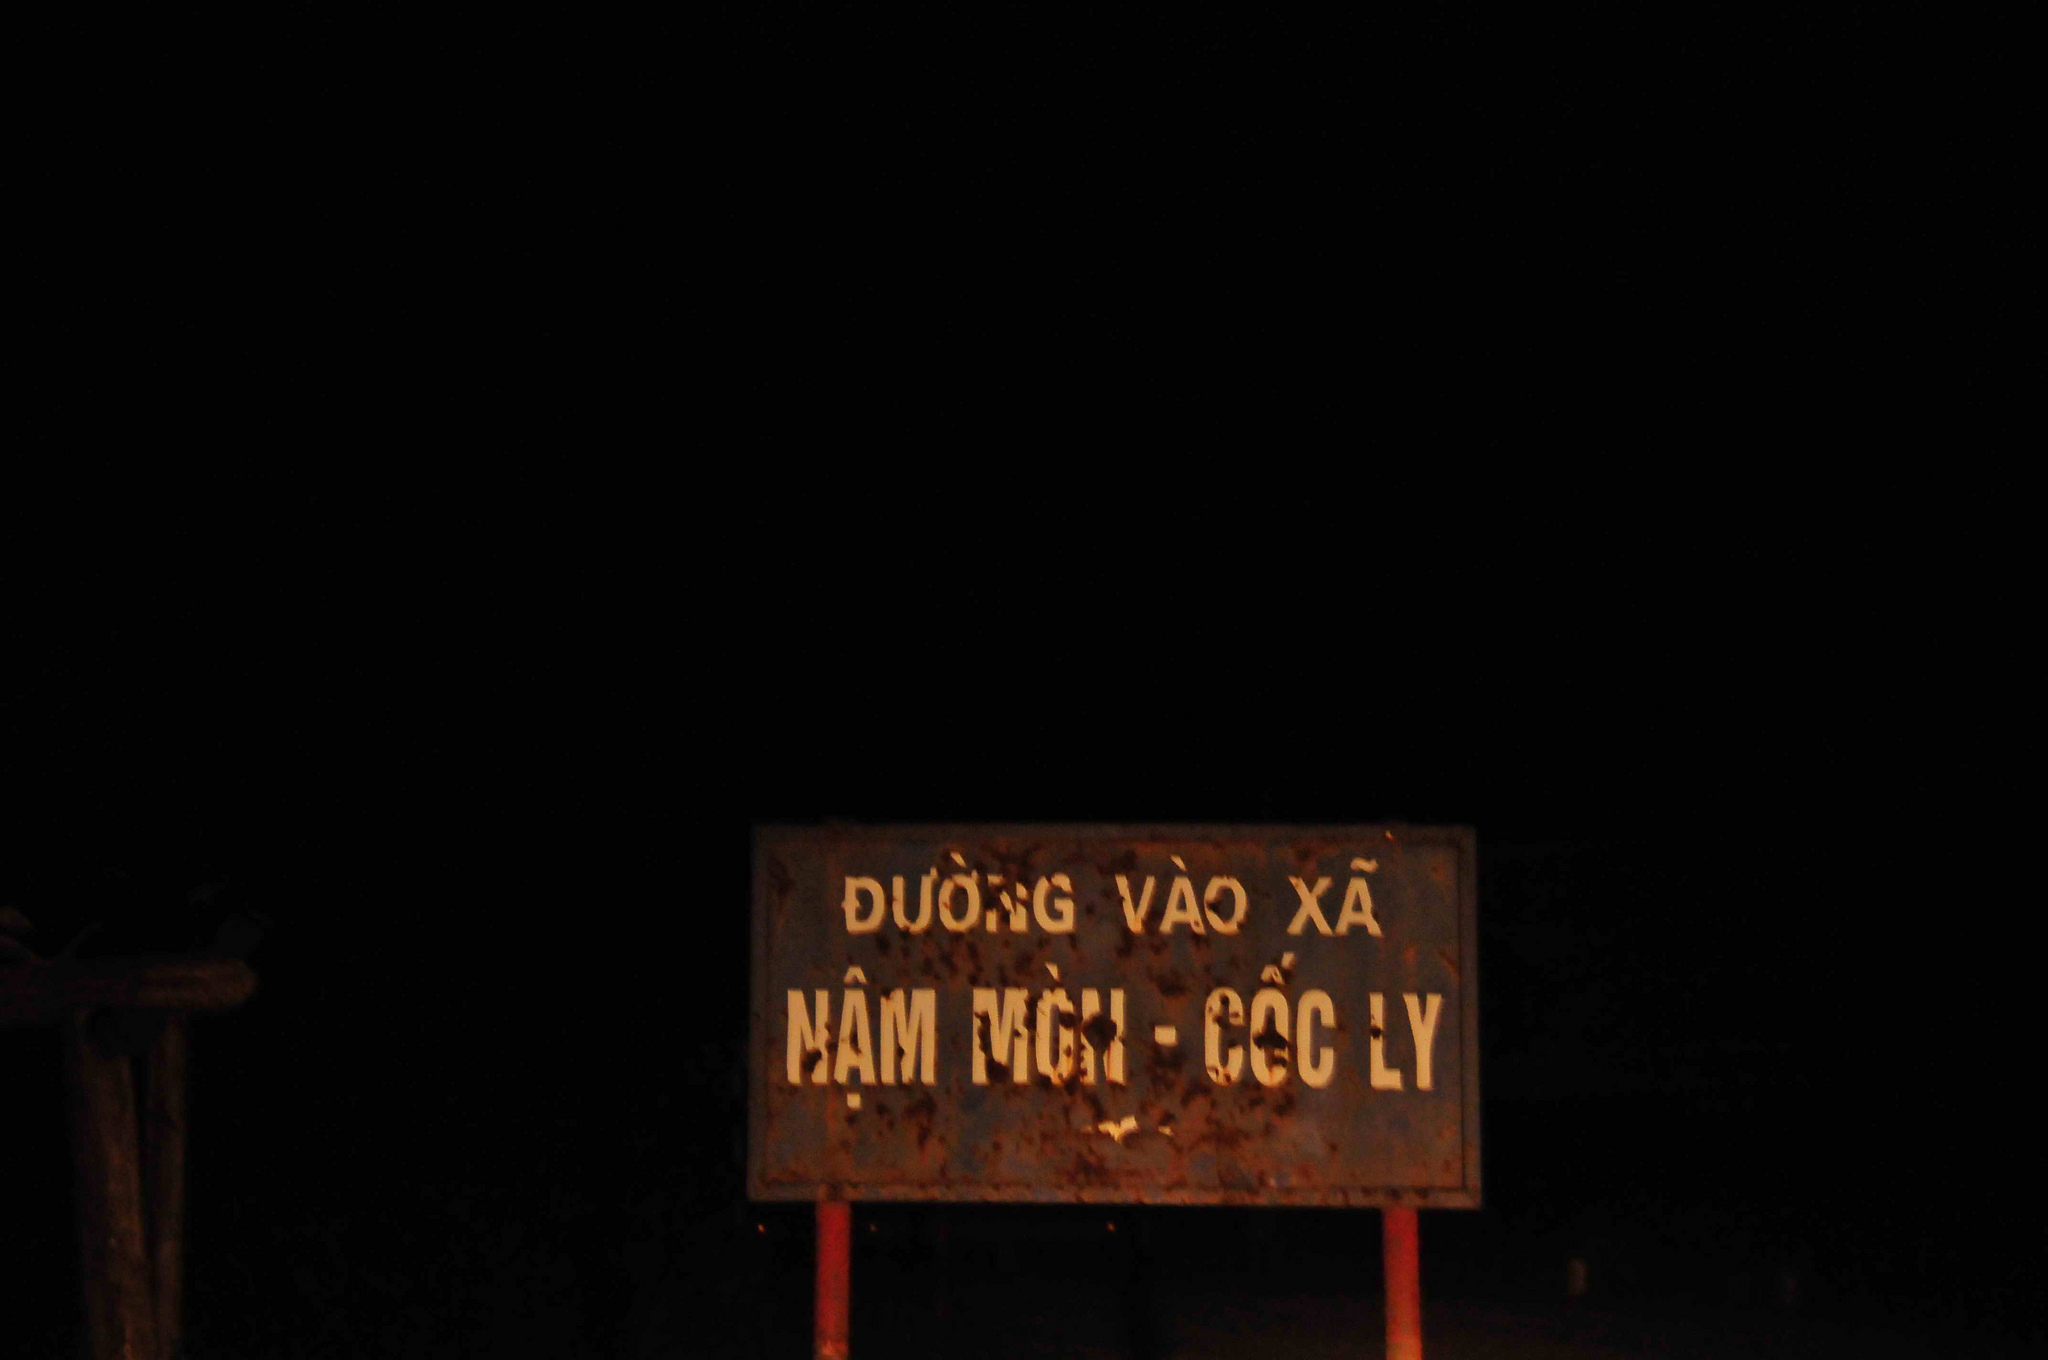 ĐƯỜNG VÀO XÃ
NẬM MÒN - CỐC LY